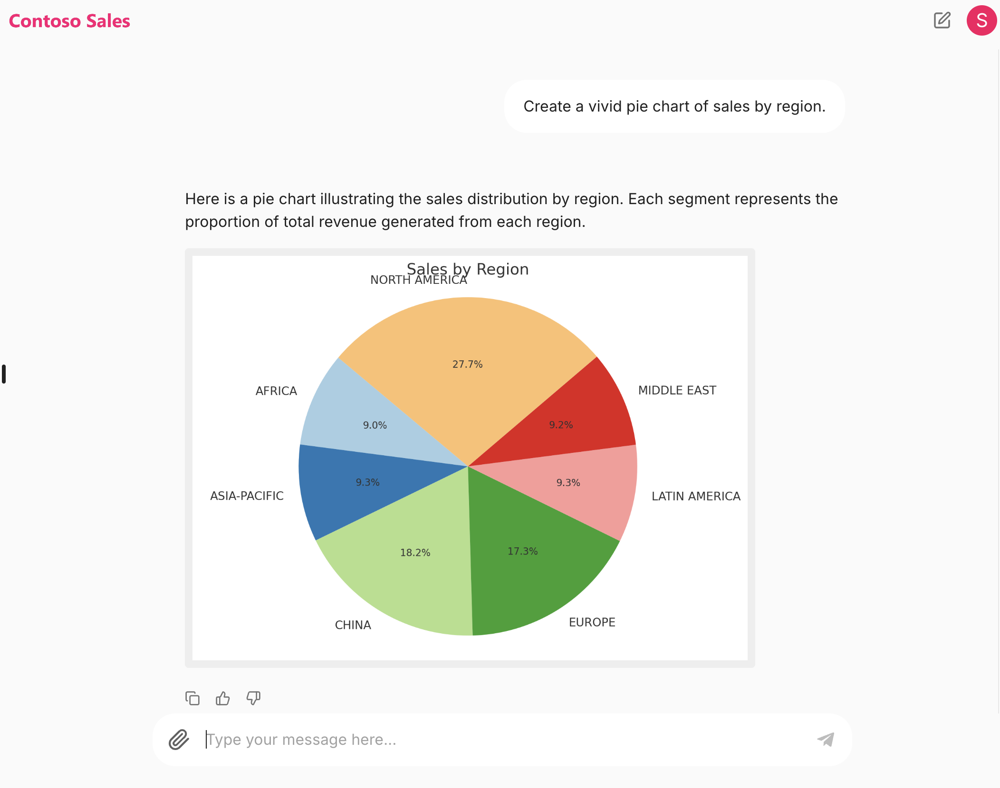 Contoso Sales
S
Create a vivid pie chart of sales by region.
Here is a pie chart illustrating the sales distribution by region. Each segment represents the
proportion of total revenue generated from each region.
Sales by Region
NORTH AMERICA
27.7%
AFRICA
MIDDLE EAST
9.0%
9.2%
9.3%
9.3%
ASIA-PACIFIC
LATIN AMERICA
18.2%
17.3%
CHINA
EUROPE
Type your message here...